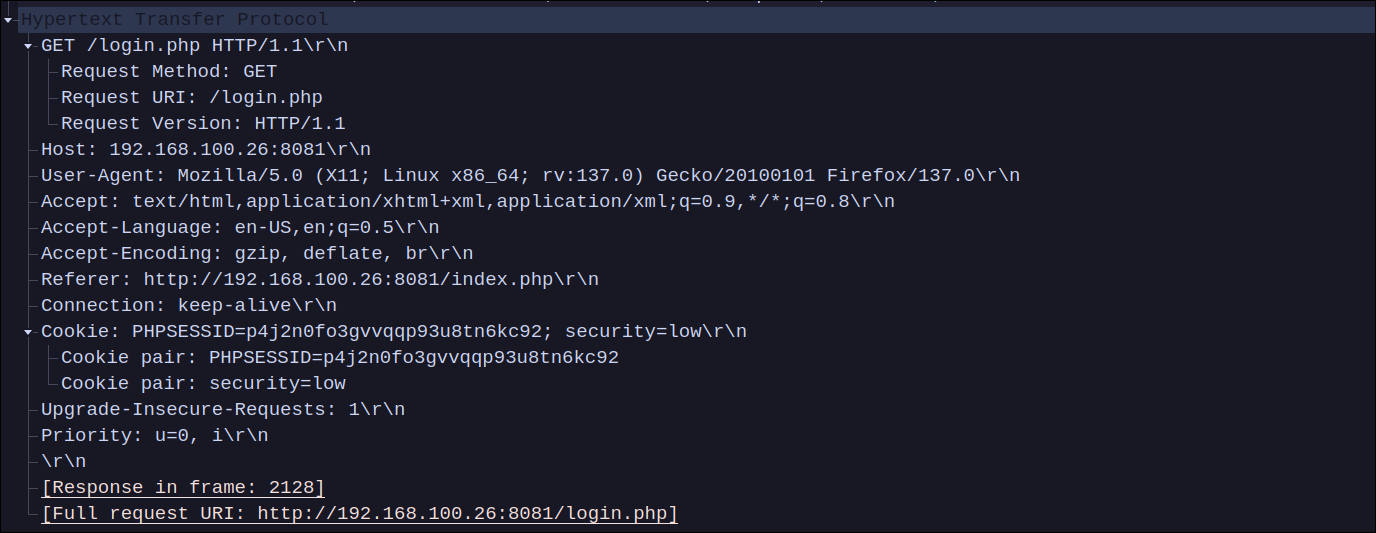 Hypertext Transfer Protocol
GET /login.php HTTP/1.1\r\n
Request Method: GET
Request URI: /login.php
Request Version: HTTP/1.1
Host: 192.168.100.26:8081\r\n
User-Agent: Mozilla/5.0 (X11; Linux x86_64; rv:137.0) Gecko/20100101 Firefox/137.0\r\n
Accept: text/html,application/xhtml+xml,application/xml;q=0.9,*/*;q=0.8\r\n
Accept-Language: en-US,en;q=0.5\r\n
Accept-Encoding: gzip, deflate, br\r\n
Referer: http://192.168.100.26:8081/index.php\r\n
Connection: keep-alive\r\n
Cookie: PHPSESSID=p4j2n0fo3gvvqqp93u8tn6kc92; security=low\r\n
Cookie pair: PHPSESSID=p4j2n0fo3gvvqqp93u8tn6kc92
Cookie pair: security=low
Upgrade-Insecure-Requests: 1\r\n
Priority: u=0, i\r\n
\r\n
[Response in frame: 2128]
[Full request URI: http://192.168.100.26:8081/login.php]